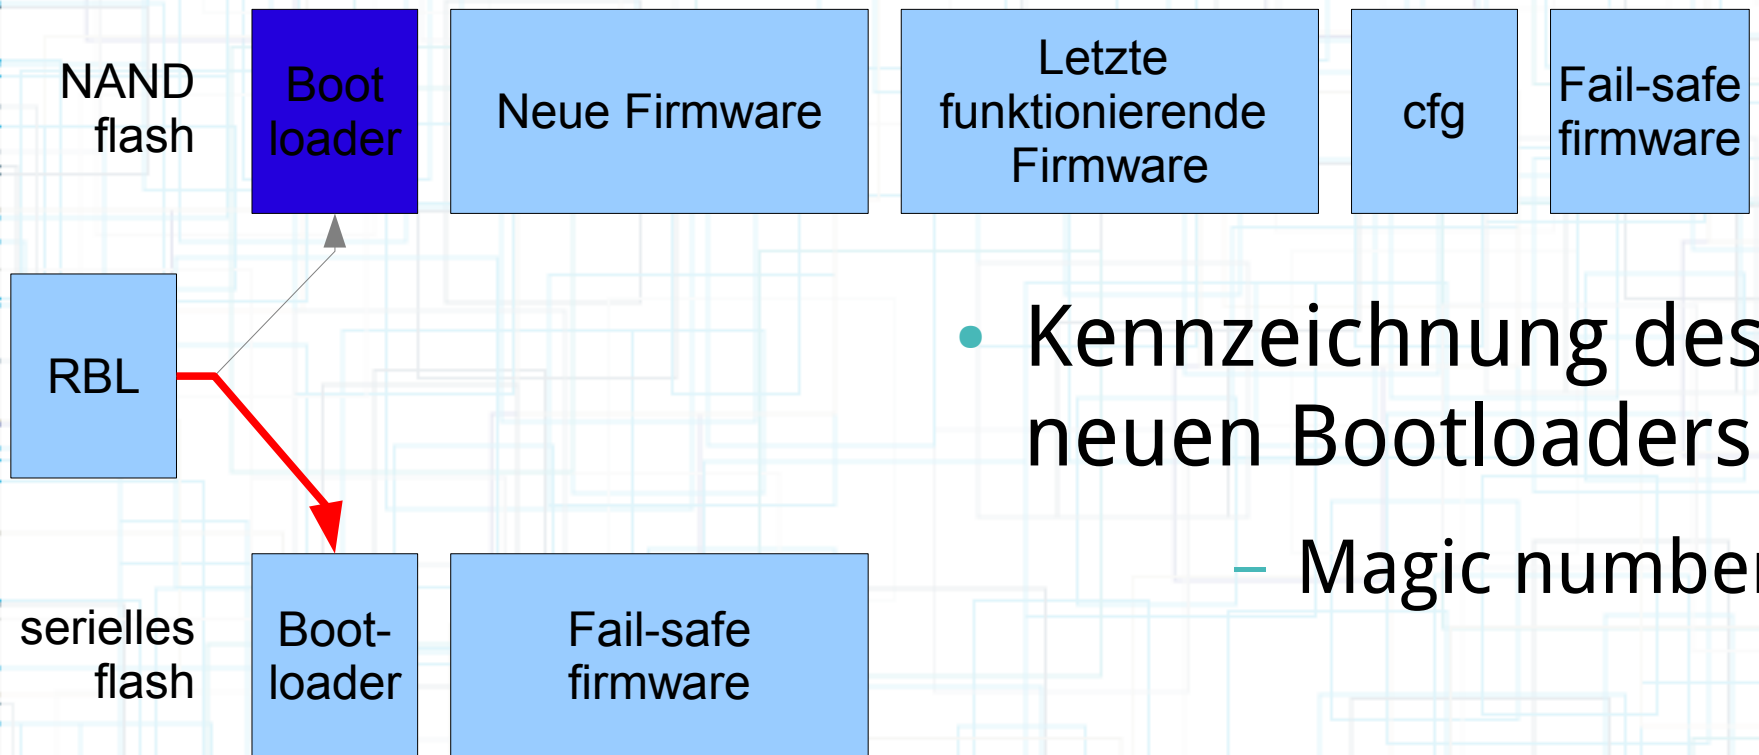 NAND
flash
Boot
loader
Neue Firmware
Letzte
funktionierende
Firmware
cfg
Fail-safe
firmware
RBL
• Kennzeichnung des
neuen Bootloaders
– Magic number
serielles
flash
Boot-
loader
Fail-safe
firmware